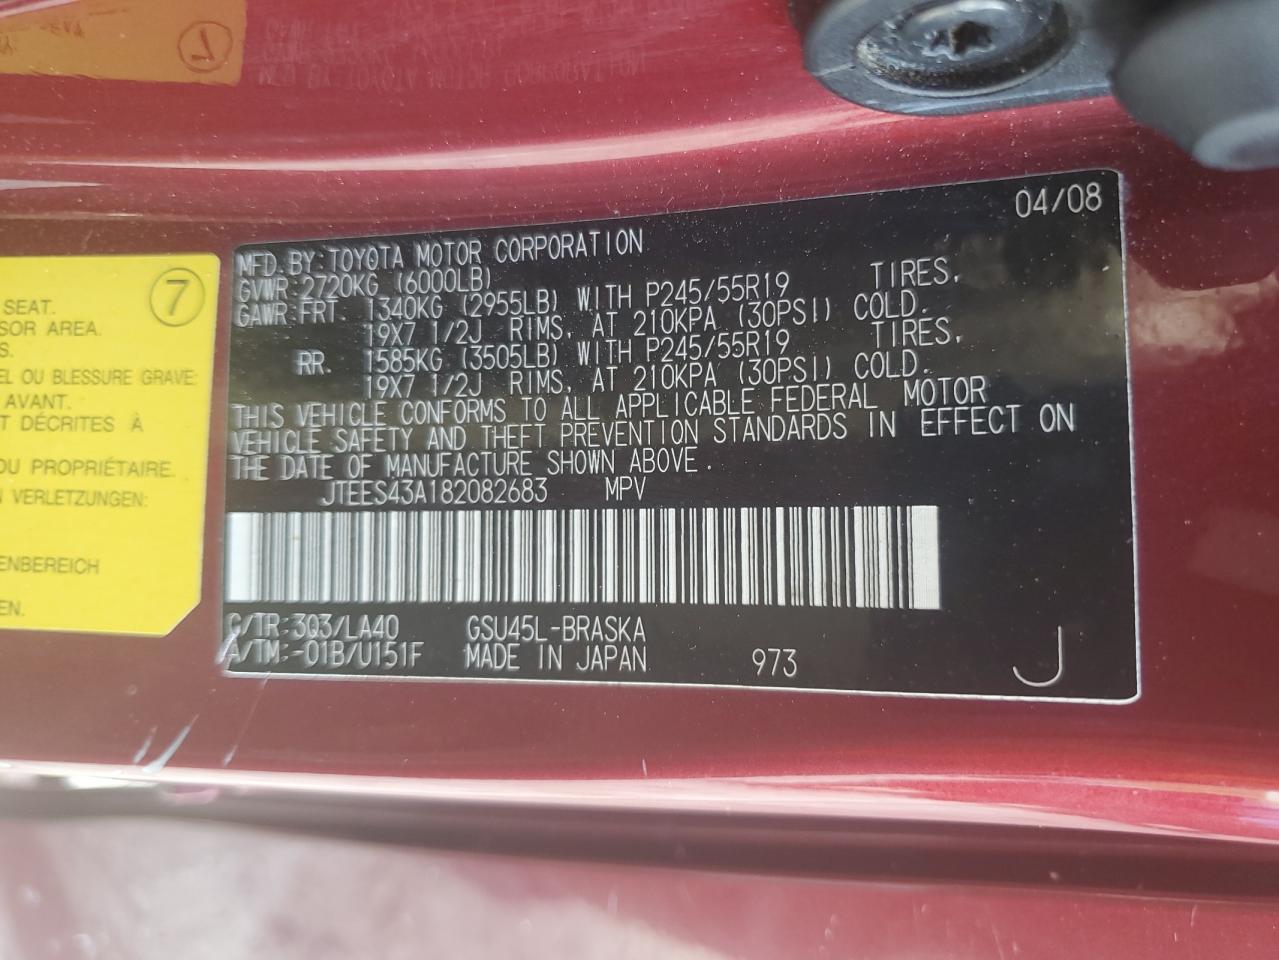 04/08
MFD. BY: TOYOTA MOTOR CORPORATION
GVWR: 2720KG (6000LB)
GAWR: FRT. 1340KG (2955LB) WITH P245/55R19 TIRES,
19X7 1/2J RIMS, AT 210KPA (30PSI) COLD.
RR. 1585KG (3505LB) WITH P245/55R19 TIRES,
19X7 1/2J RIMS, AT 210KPA (30PSI) COLD.
THIS VEHICLE CONFORMS TO ALL APPLICABLE FEDERAL MOTOR
VEHICLE SAFETY AND THEFT PREVENTION STANDARDS IN EFFECT ON
THE DATE OF MANUFACTURE SHOWN ABOVE.
JTEES43A182082683 MPV
C/TR: 3Q3/LA40 GSU45L-BRASKA
A/TM: -01B/U151F MADE IN JAPAN 973 J
7
SEAT.
SOR AREA.
S.
EL OU BLESSURE GRAVE:
AVANT.
T DÉCRITES À
DU PROPRIÉTAIRE.
VERLETZUNGEN:
ENBEREICH
EN.